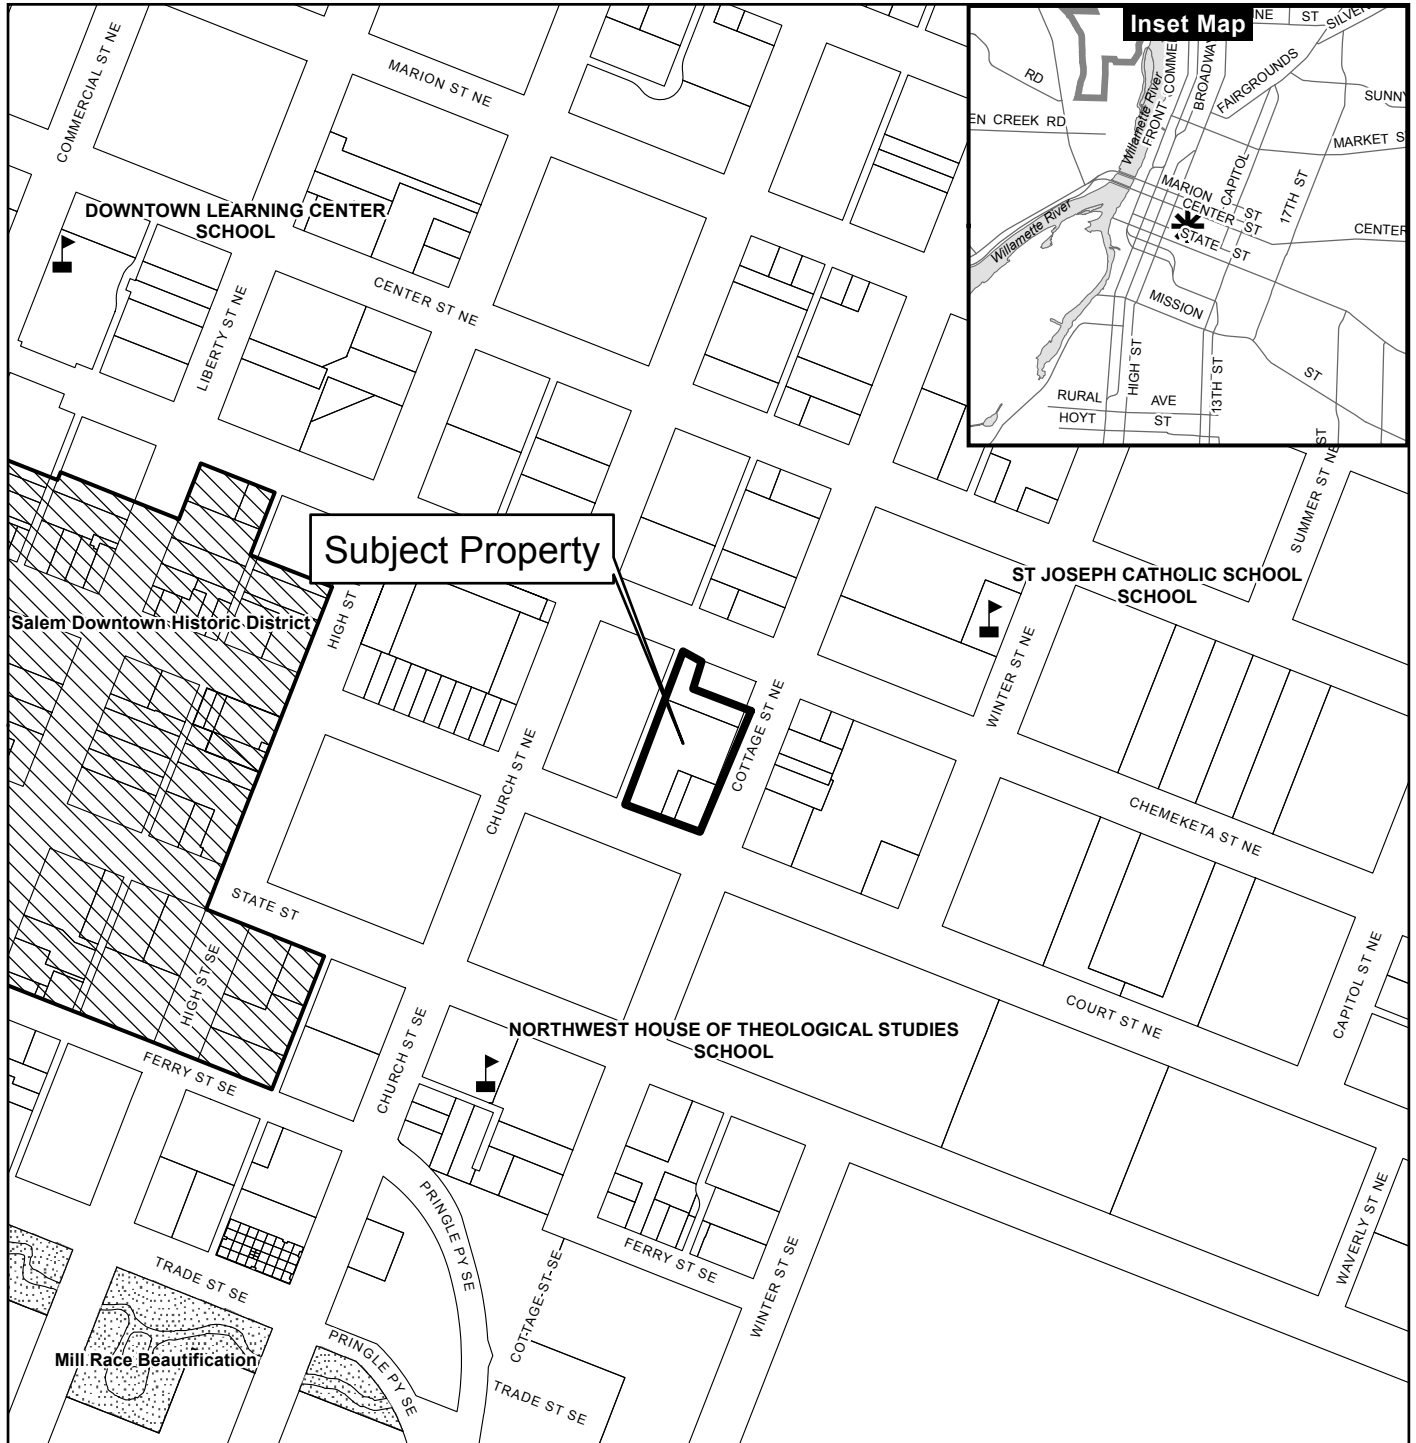 Inset Map
NE ST SILVER
FAIRGROUNDS
BROADWAY
FRONT
COMME
RD
EN CREEK RD
SUNNY
MARKET S
Willamette River
Willamette River
CAPITOL
17TH ST
MARION ST
CENTER ST
STATE ST
CENTER
MISSION
ST
HIGH ST
13TH ST
RURAL AVE
HOYT ST
COMMERCIAL ST NE
MARION ST NE
DOWNTOWN LEARNING CENTER
SCHOOL
CENTER ST NE
LIBERTY ST NE
ST
SUMMER ST NE
Subject Property
ST JOSEPH CATHOLIC SCHOOL
SCHOOL
Salem Downtown Historic District
HIGH ST
WINTER ST NE
COTTAGE ST NE
CHURCH ST NE
CHEMEKETA ST NE
STATE ST
HIGH ST SE
CAPITOL ST NE
COURT ST NE
NORTHWEST HOUSE OF THEOLOGICAL STUDIES
SCHOOL
CHURCH ST SE
FERRY ST SE
PRINGLE PY SE
WAVERLY ST NE
FERRY ST SE
WINTER ST SE
COTTAGE ST SE
TRADE ST SE
PRINGLE PY SE
Mill Race Beautification
TRADE ST SE